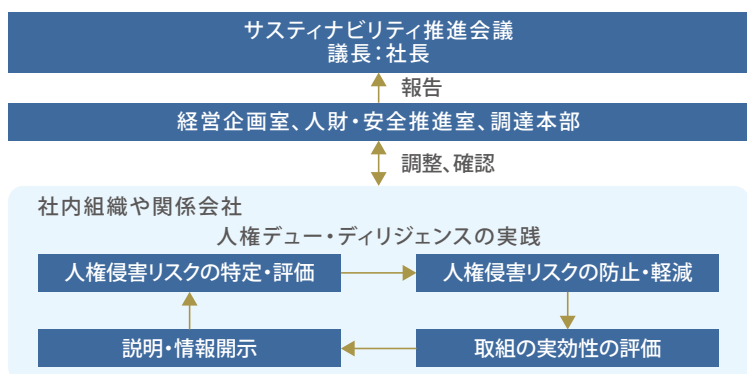 サスティナビリティ推進会議
議長：社長
報告
経営企画室、人財・安全推進室、調達本部
調整、確認
社内組織や関係会社
人権デュー・ディリジェンスの実践
人権侵害リスクの特定・評価
人権侵害リスクの防止・軽減
説明・情報開示
取組の実効性の評価